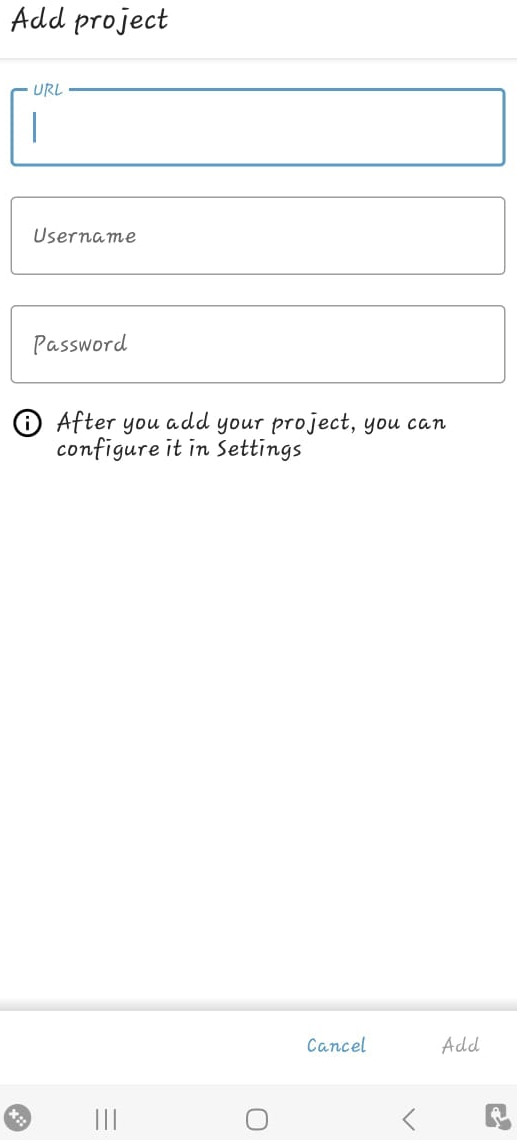 Add project
URL
Username
Password
After you add your project, you can
configure it in Settings
Cancel
Add